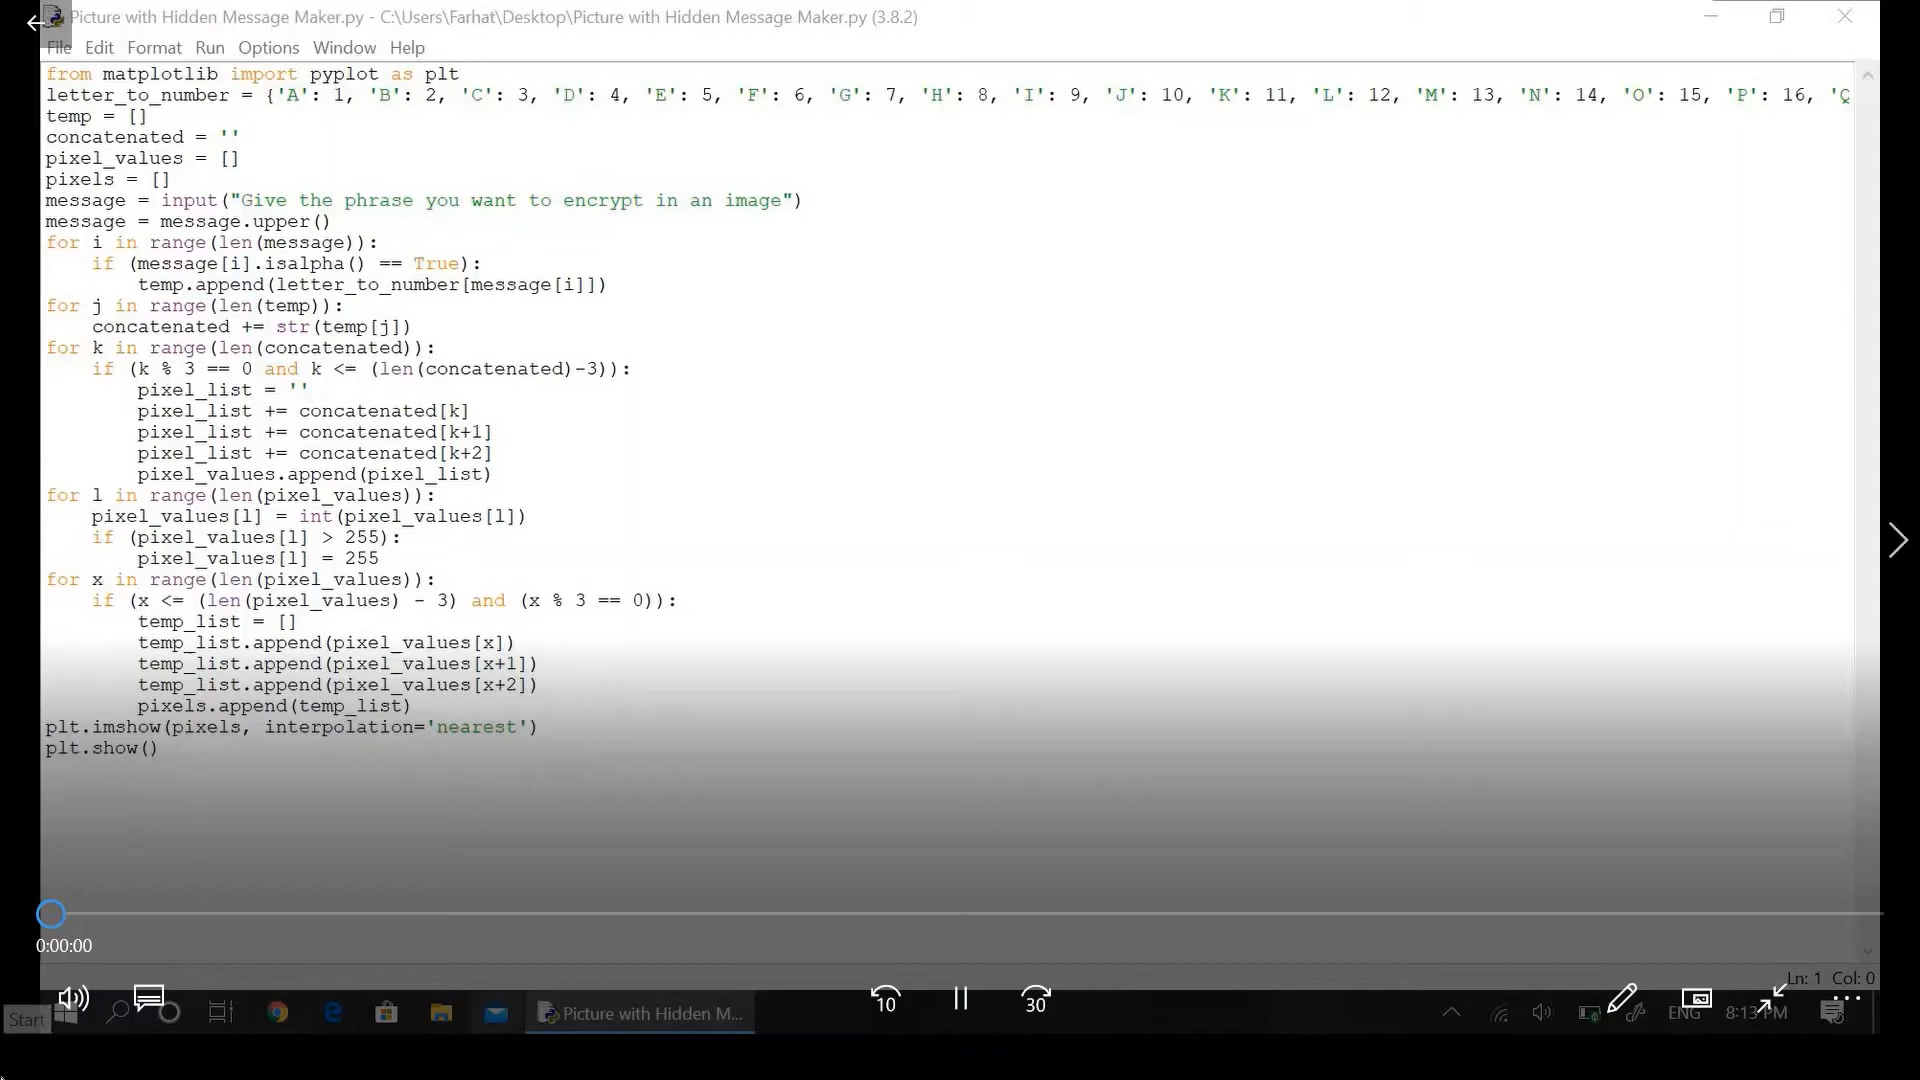 Picture with Hidden Message Maker.py - C:\Users\Farhat\Desktop\Picture with Hidden Message Maker.py (3.8.2)
File Edit Format Run Options Window Help
from matplotlib import pyplot as plt
letter_to_number = {'A': 1, 'B': 2, 'C': 3, 'D': 4, 'E': 5, 'F': 6, 'G': 7, 'H': 8, 'I': 9, 'J': 10, 'K': 11, 'L': 12, 'M': 13, 'N': 14, 'O': 15, 'P': 16, 'Q
temp = []
concatenated = ''
pixel_values = []
pixels = []
message = input("Give the phrase you want to encrypt in an image")
message = message.upper()
for i in range(len(message)):
    if (message[i].isalpha() == True):
        temp.append(letter_to_number[message[i]])
for j in range(len(temp)):
    concatenated += str(temp[j])
for k in range(len(concatenated)):
    if (k % 3 == 0 and k <= (len(concatenated)-3)):
        pixel_list = ''
        pixel_list += concatenated[k]
        pixel_list += concatenated[k+1]
        pixel_list += concatenated[k+2]
        pixel_values.append(pixel_list)
for l in range(len(pixel_values)):
    pixel_values[l] = int(pixel_values[l])
    if (pixel_values[l] > 255):
        pixel_values[l] = 255
for x in range(len(pixel_values)):
    if (x <= (len(pixel_values) - 3) and (x % 3 == 0)):
        temp_list = []
        temp_list.append(pixel_values[x])
        temp_list.append(pixel_values[x+1])
        temp_list.append(pixel_values[x+2])
        pixels.append(temp_list)
plt.imshow(pixels, interpolation='nearest')
plt.show()
0:00:00
Ln: 1 Col: 0
10 30
Start Picture with Hidden M... ENG 8:13 PM